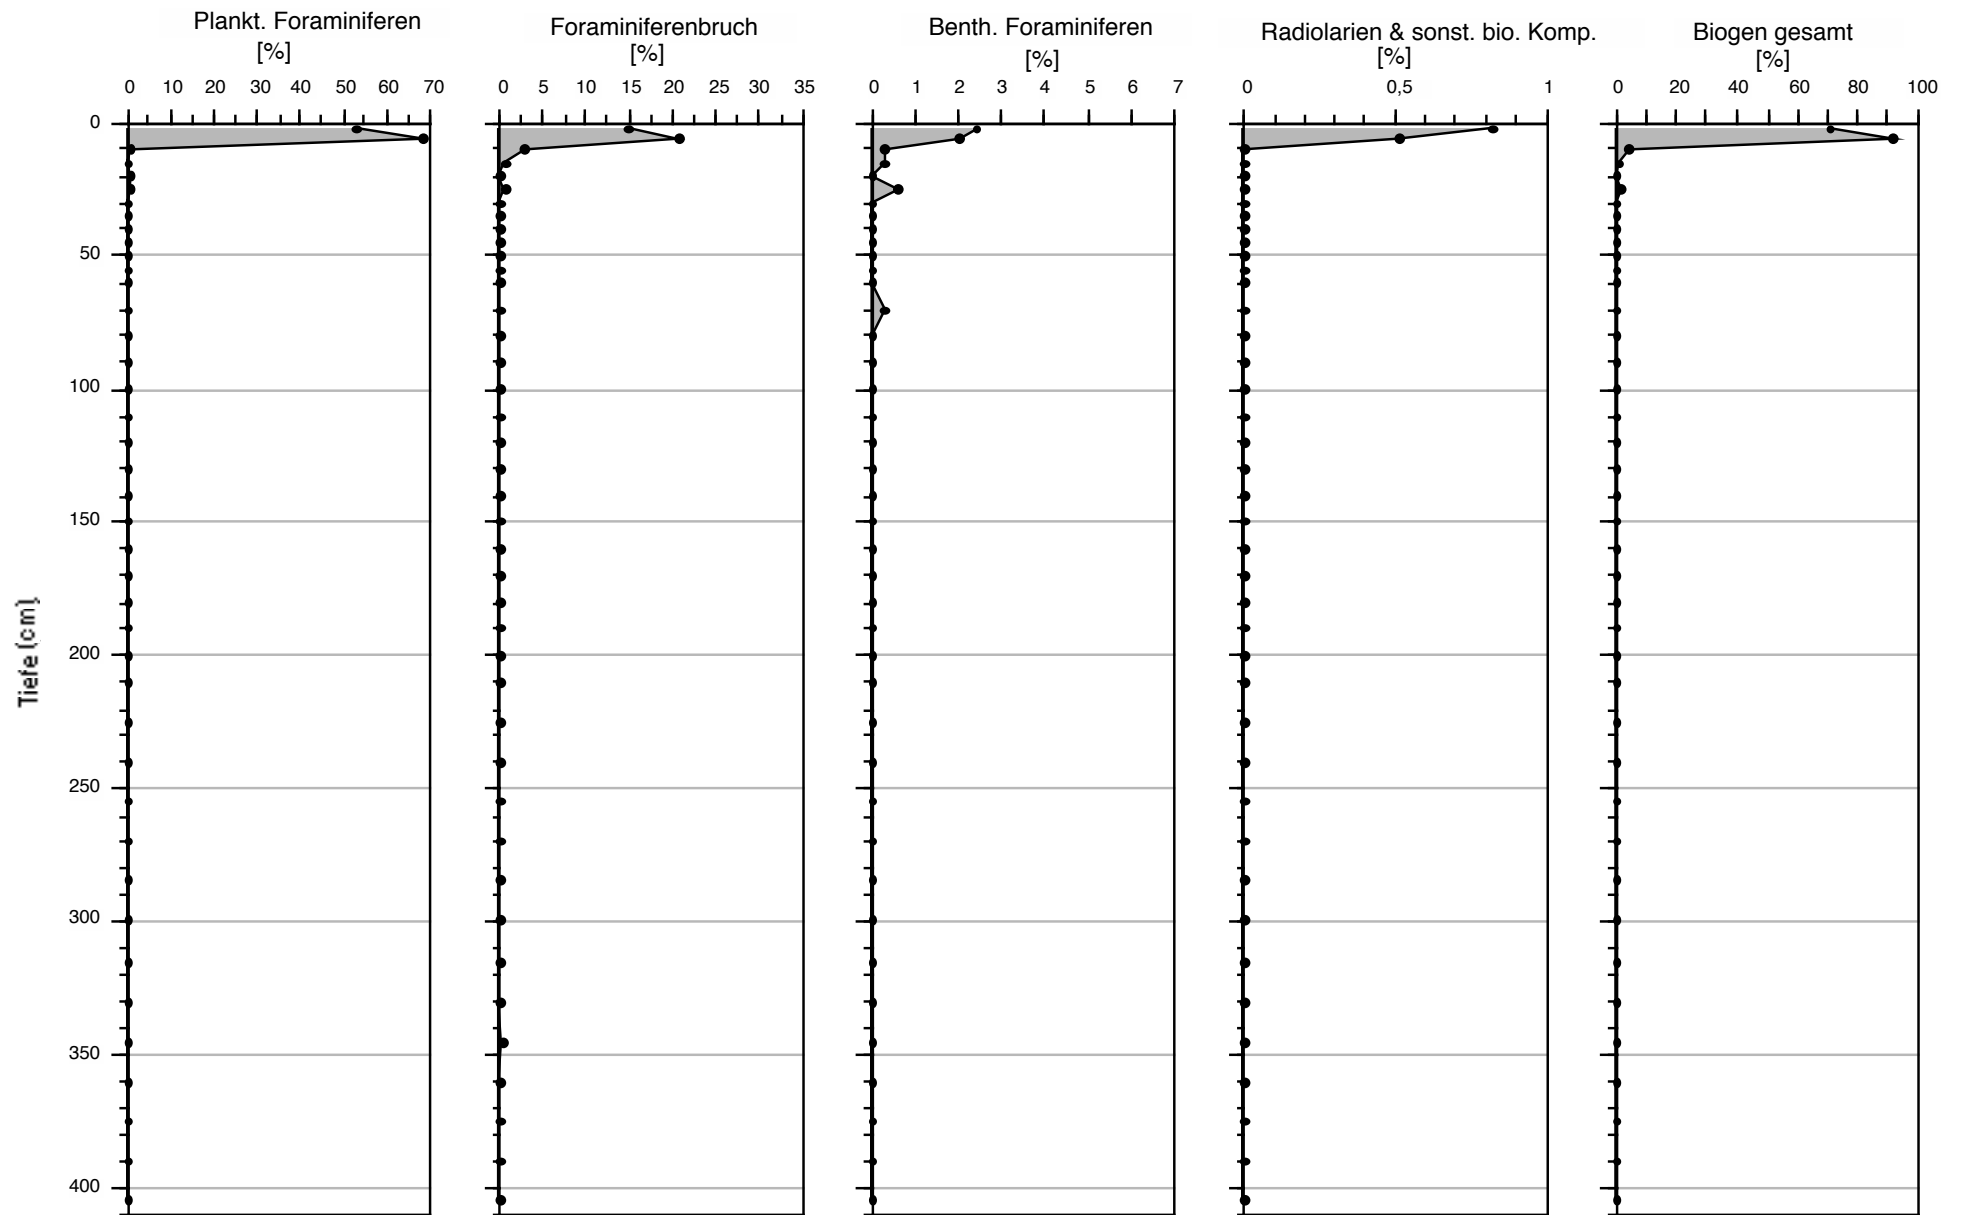 Plankt. Foraminiferen
[%]
Foraminiferenbruch
[%]
Benth. Foraminiferen
[%]
Radiolarien & sonst. bio. Komp.
[%]
Biogen gesamt
[%]
0 10 20 30 40 50 60 70
0 5 10 15 20 25 30 35
0 1 2 3 4 5 6 7
0 0,5 1
0 20 40 60 80 100
0
50
100
150
200
250
300
350
400
Tiefe (cm)